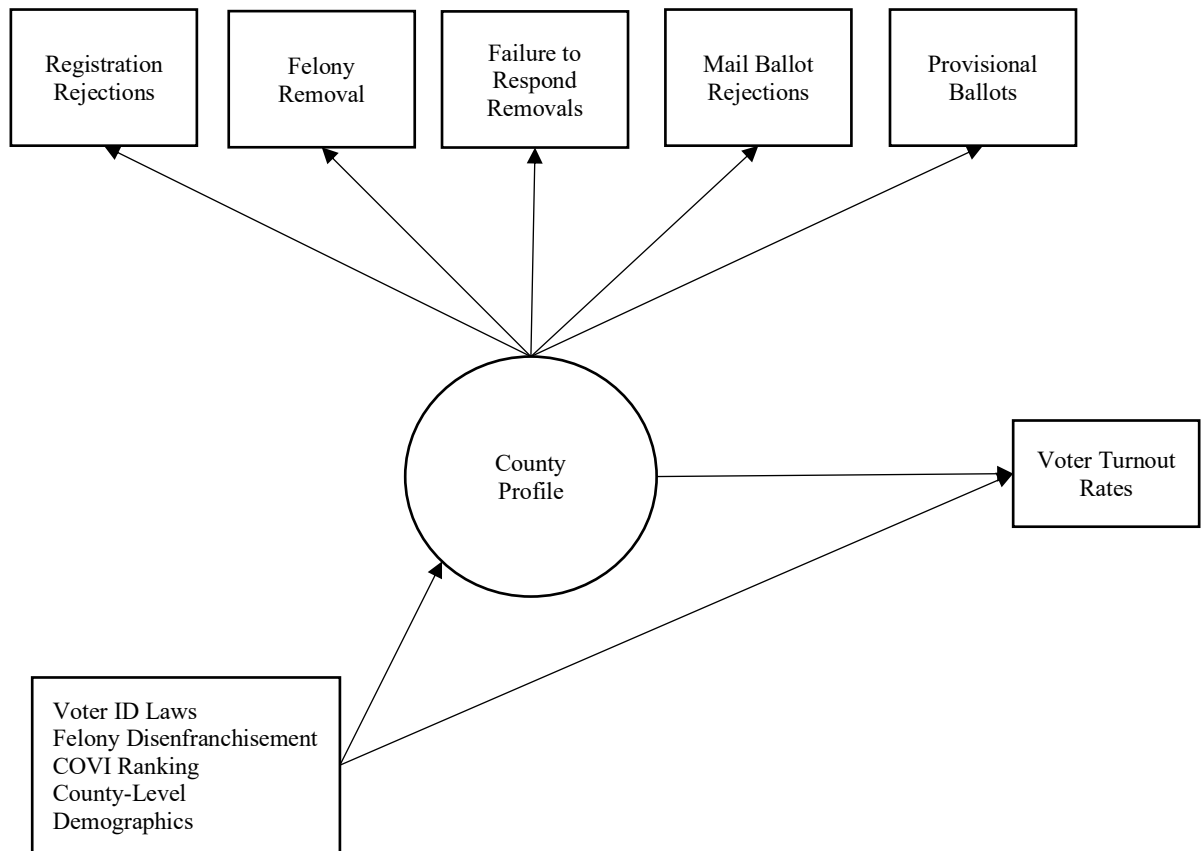 Registration
Rejections
Felony
Removal
Failure to
Respond
Removals
Mail Ballot
Rejections
Provisional
Ballots
County
Profile
Voter Turnout
Rates
Voter ID Laws
Felony Disenfranchisement
COVI Ranking
County-Level
Demographics